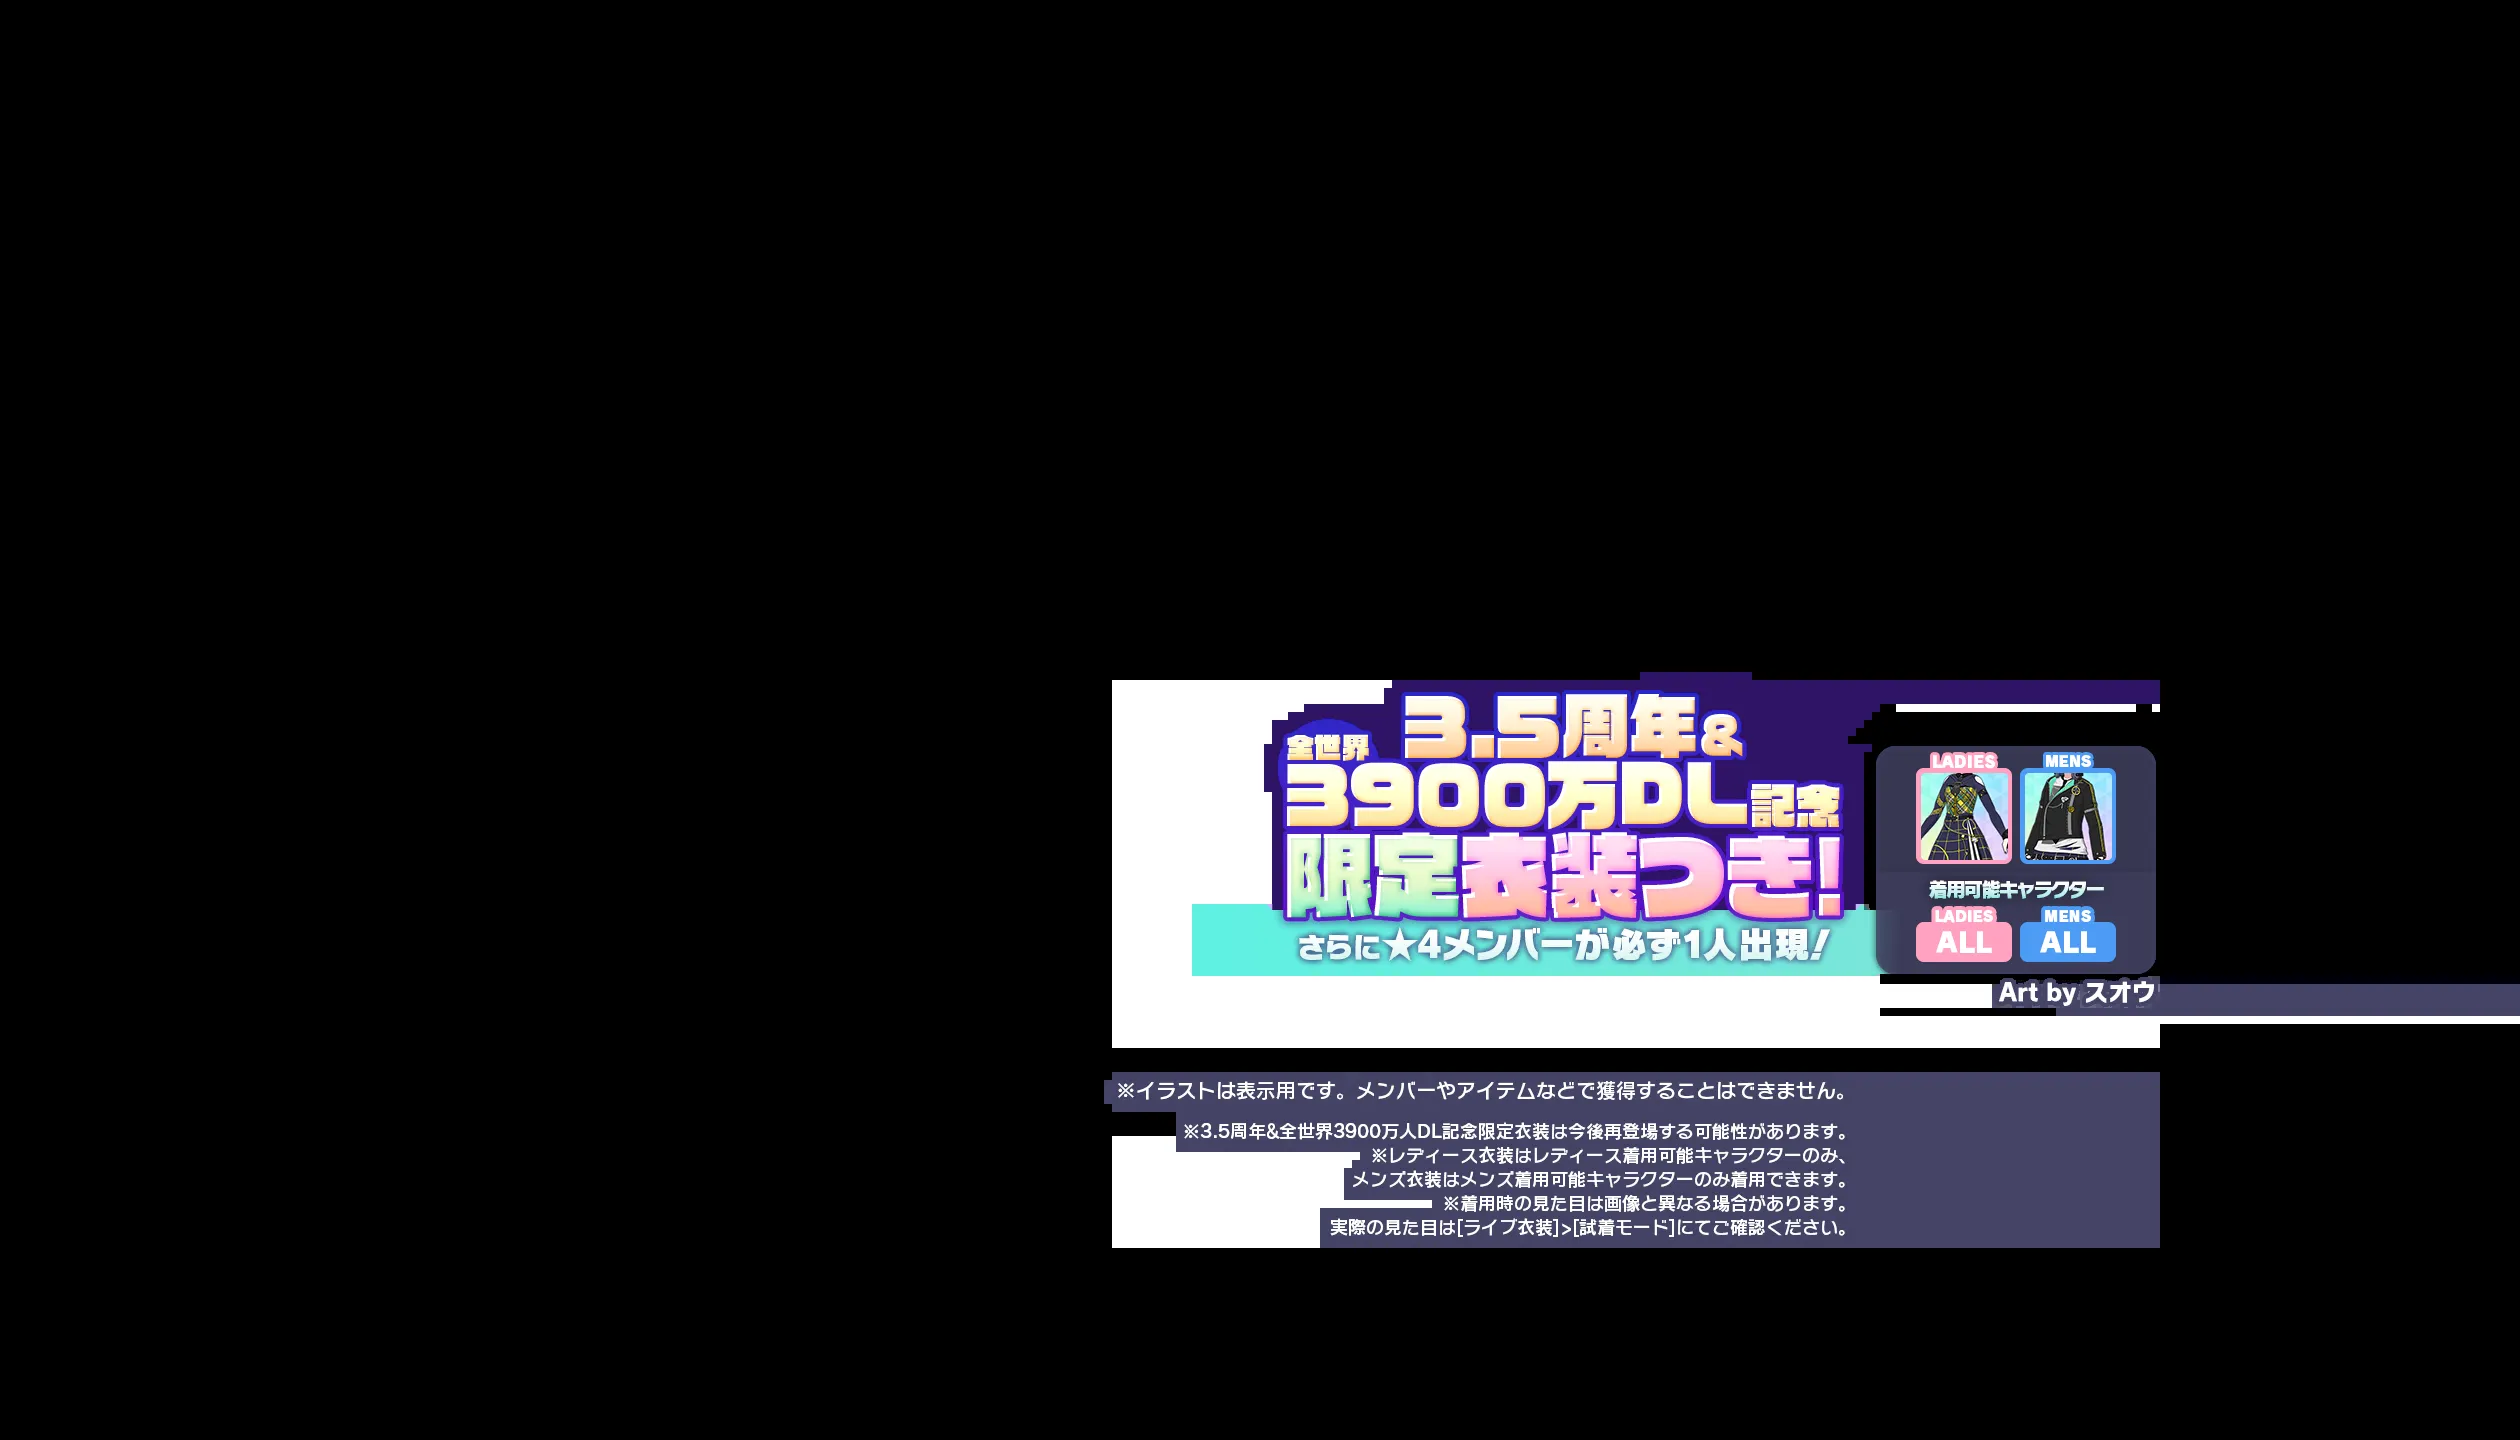 3.5周年&
全世界
3900万DL記念
限定衣装つき!
さらに★4メンバーが必ず1人出現!
LADIES
MENS
着用可能キャラクター
LADIES
ALL
MENS
ALL
Art by スオウ
※イラストは表示用です。メンバーやアイテムなどで獲得することはできません。
※3.5周年&全世界3900万人DL記念限定衣装は今後再登場する可能性があります。
※レディース衣装はレディース着用可能キャラクターのみ、
メンズ衣装はメンズ着用可能キャラクターのみ着用できます。
※着用時の見た目は画像と異なる場合があります。
実際の見た目は[ライブ衣装]>[試着モード]にてご確認ください。